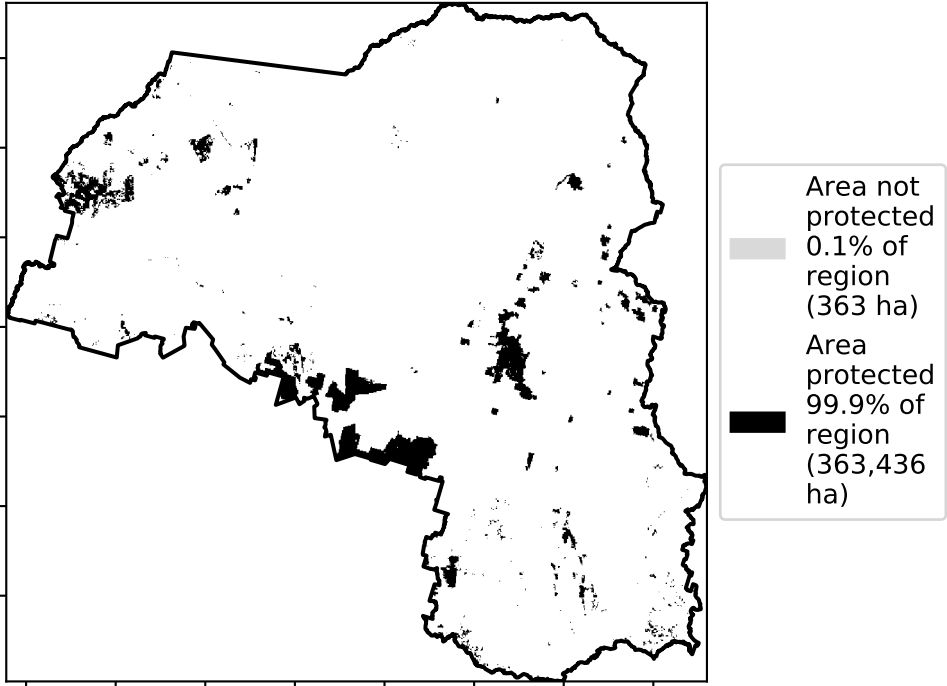 Area not
protected
0.1% of
region
(363 ha)
Area
protected
99.9% of
region
(363,436
ha)